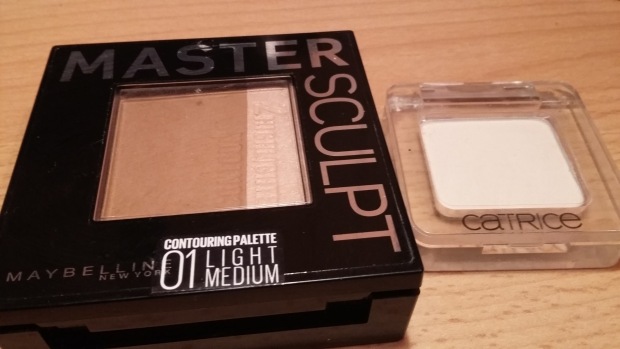 MASTER
SCULPT
CONTOURING PALETTE
01 LIGHT
MEDIUM
MAYBELLINE
NEW YORK
CATRICE